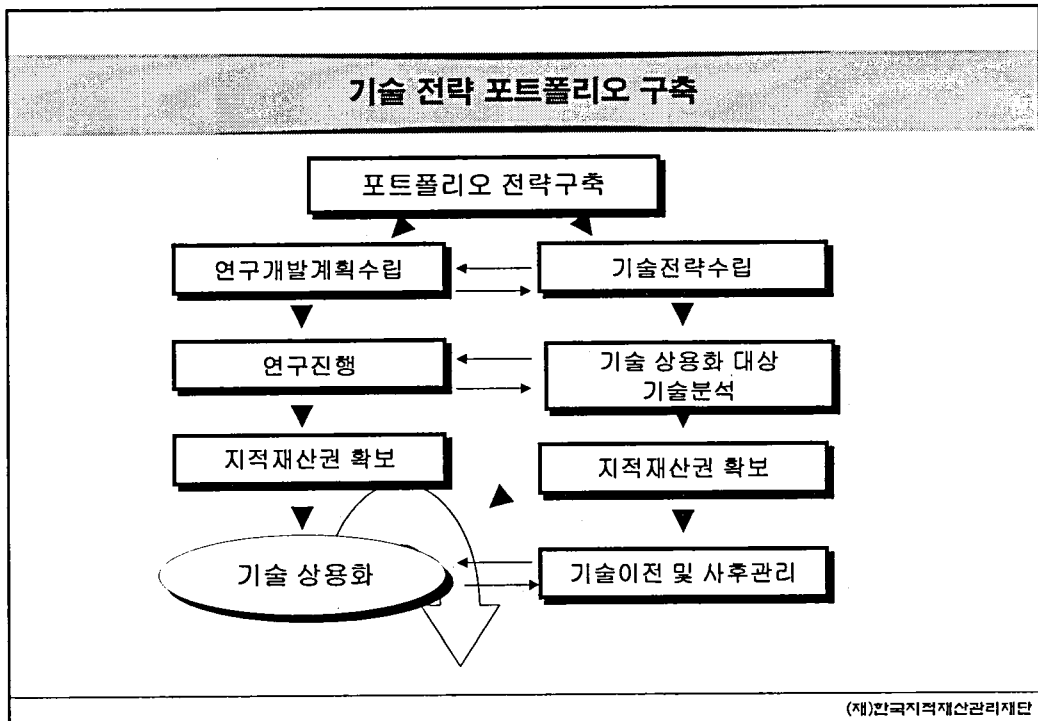 기술 전략 포트폴리오 구축
포트폴리오 전략구축
연구개발계획수립
기술전략수립
연구진행
기술 상용화 대상
기술분석
지적재산권 확보
지적재산권 확보
기술 상용화
기술이전 및 사후관리
(재)한국지적재산관리재단